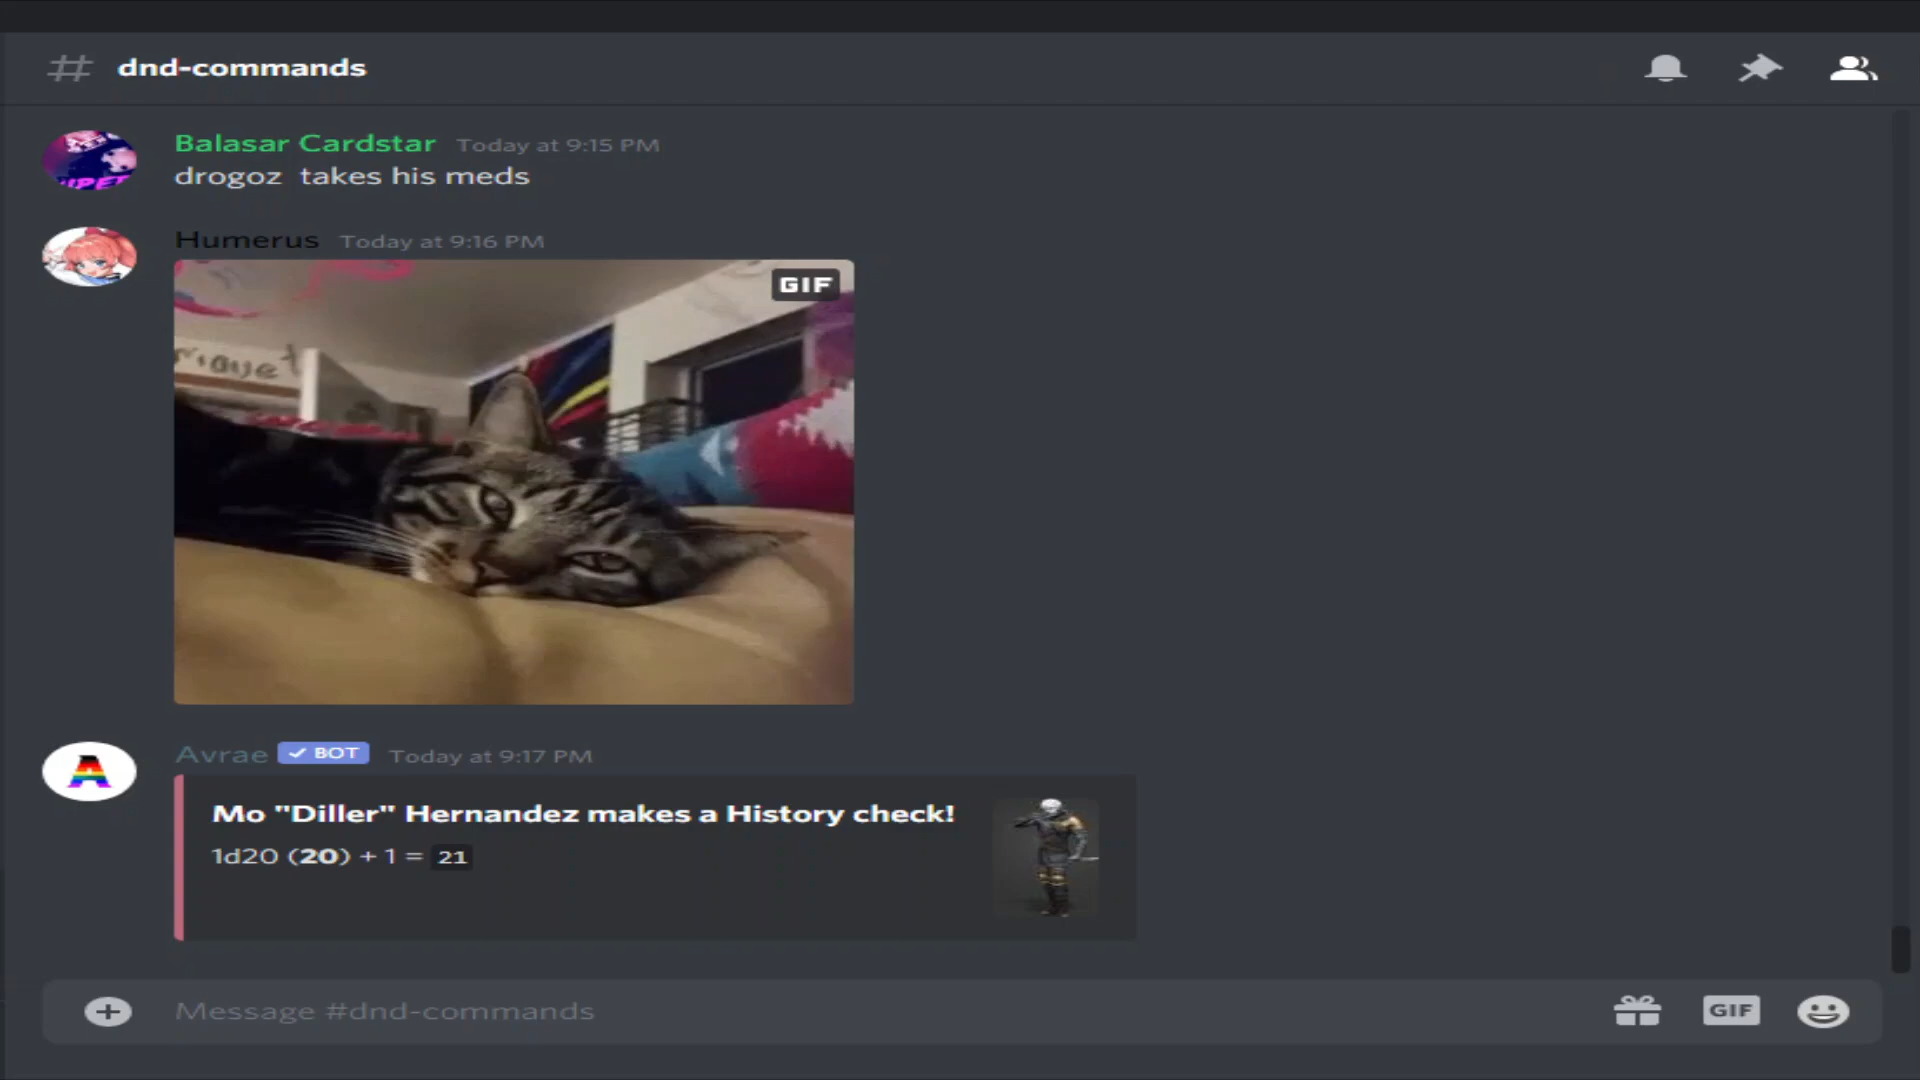 dnd-commands
Balasar Cardstar Today at 9:15 PM
drogoz takes his meds
Humerus Today at 9:16 PM
GIF
Avrae BOT Today at 9:17 PM
A
Mo "Diller" Hernandez makes a History check!
1d20 (20) + 1 = 21
Message #dnd-commands
GIF